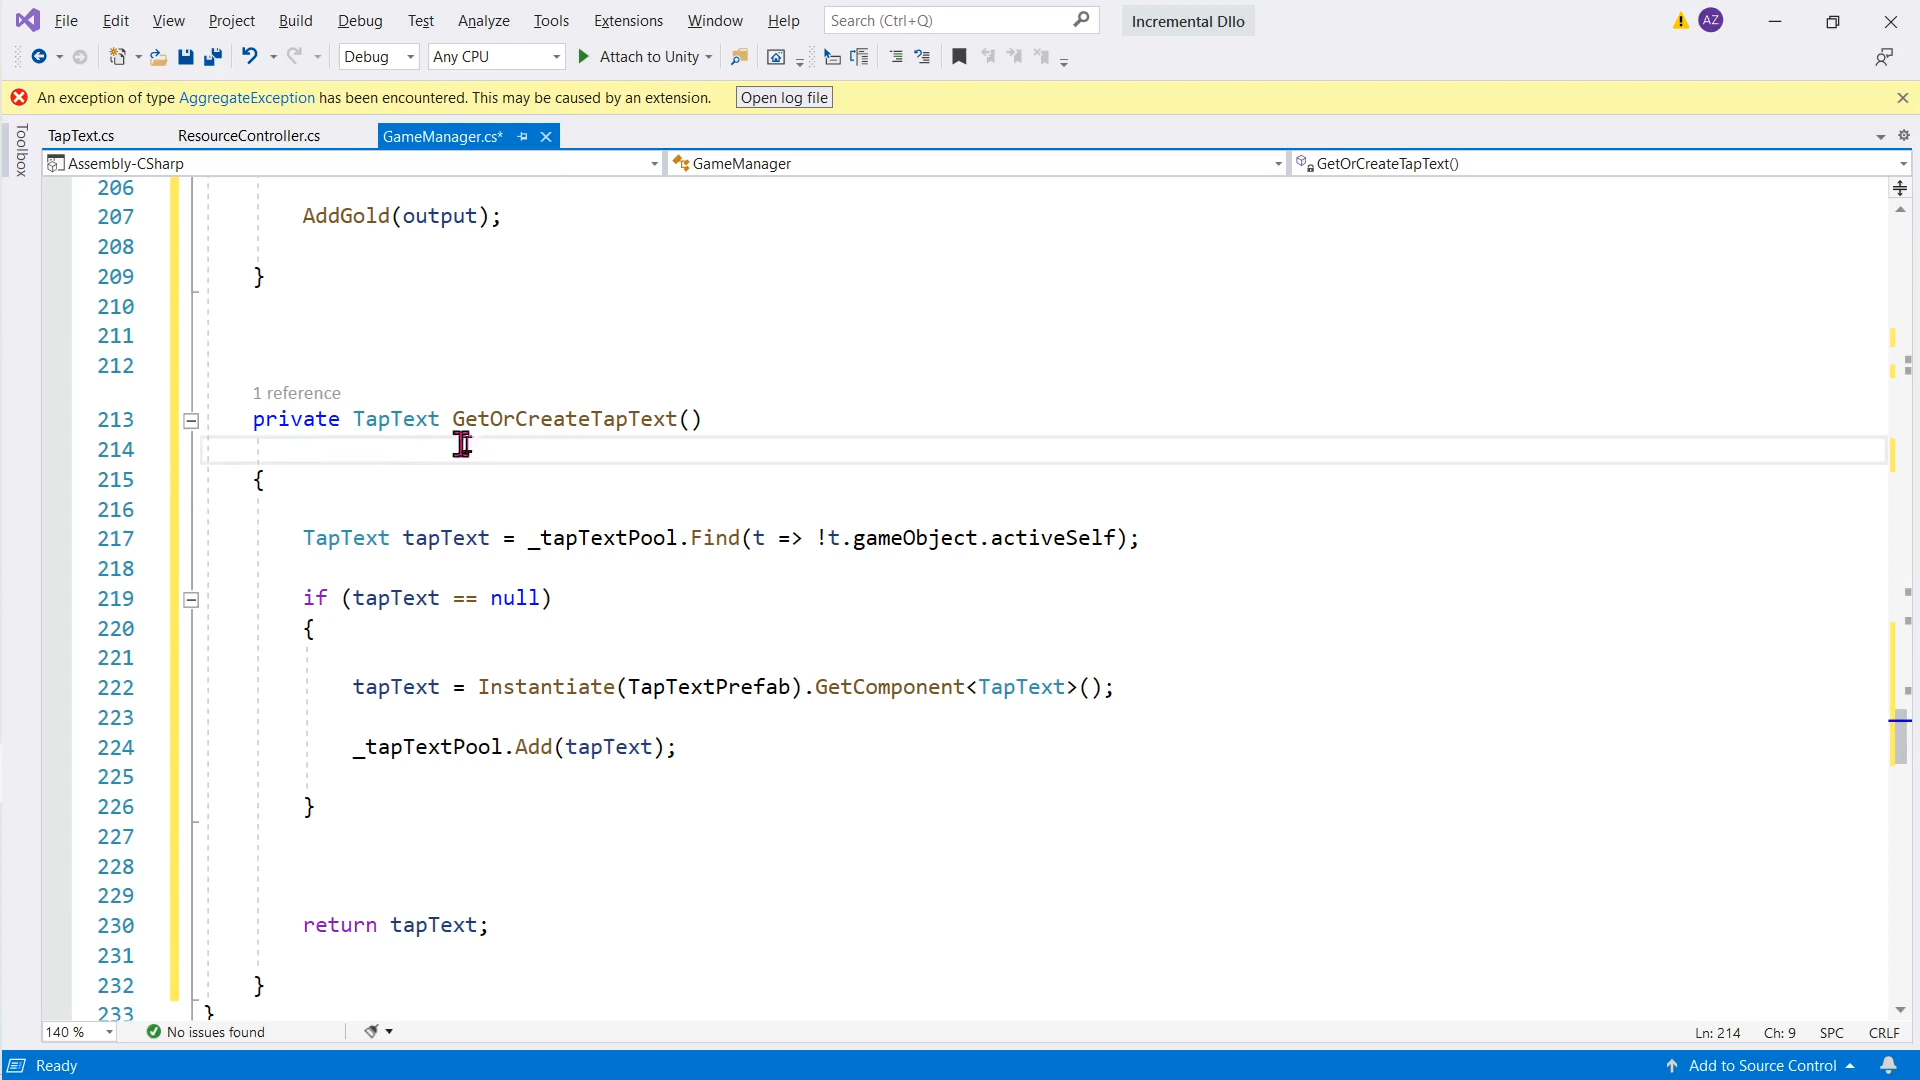 File Edit View Project Build Debug Test Analyze Tools Extensions Window Help Search (Ctrl+Q) Incremental Dllo AZ
Debug Any CPU Attach to Unity
An exception of type AggregateException has been encountered. This may be caused by an extension. Open log file
Toolbox
TapText.cs ResourceController.cs GameManager.cs*
Assembly-CSharp GameManager GetOrCreateTapText()
206
207 AddGold(output);
208
209 }
210
211
212
1 reference
213 private TapText GetOrCreateTapText()
214
215 {
216
217 TapText tapText = _tapTextPool.Find(t => !t.gameObject.activeSelf);
218
219 if (tapText == null)
220 {
221
222 tapText = Instantiate(TapTextPrefab).GetComponent<TapText>();
223
224 _tapTextPool.Add(tapText);
225
226 }
227
228
229
230 return tapText;
231
232 }
233 }
140 % No issues found Ln: 214 Ch: 9 SPC CRLF
Ready Add to Source Control